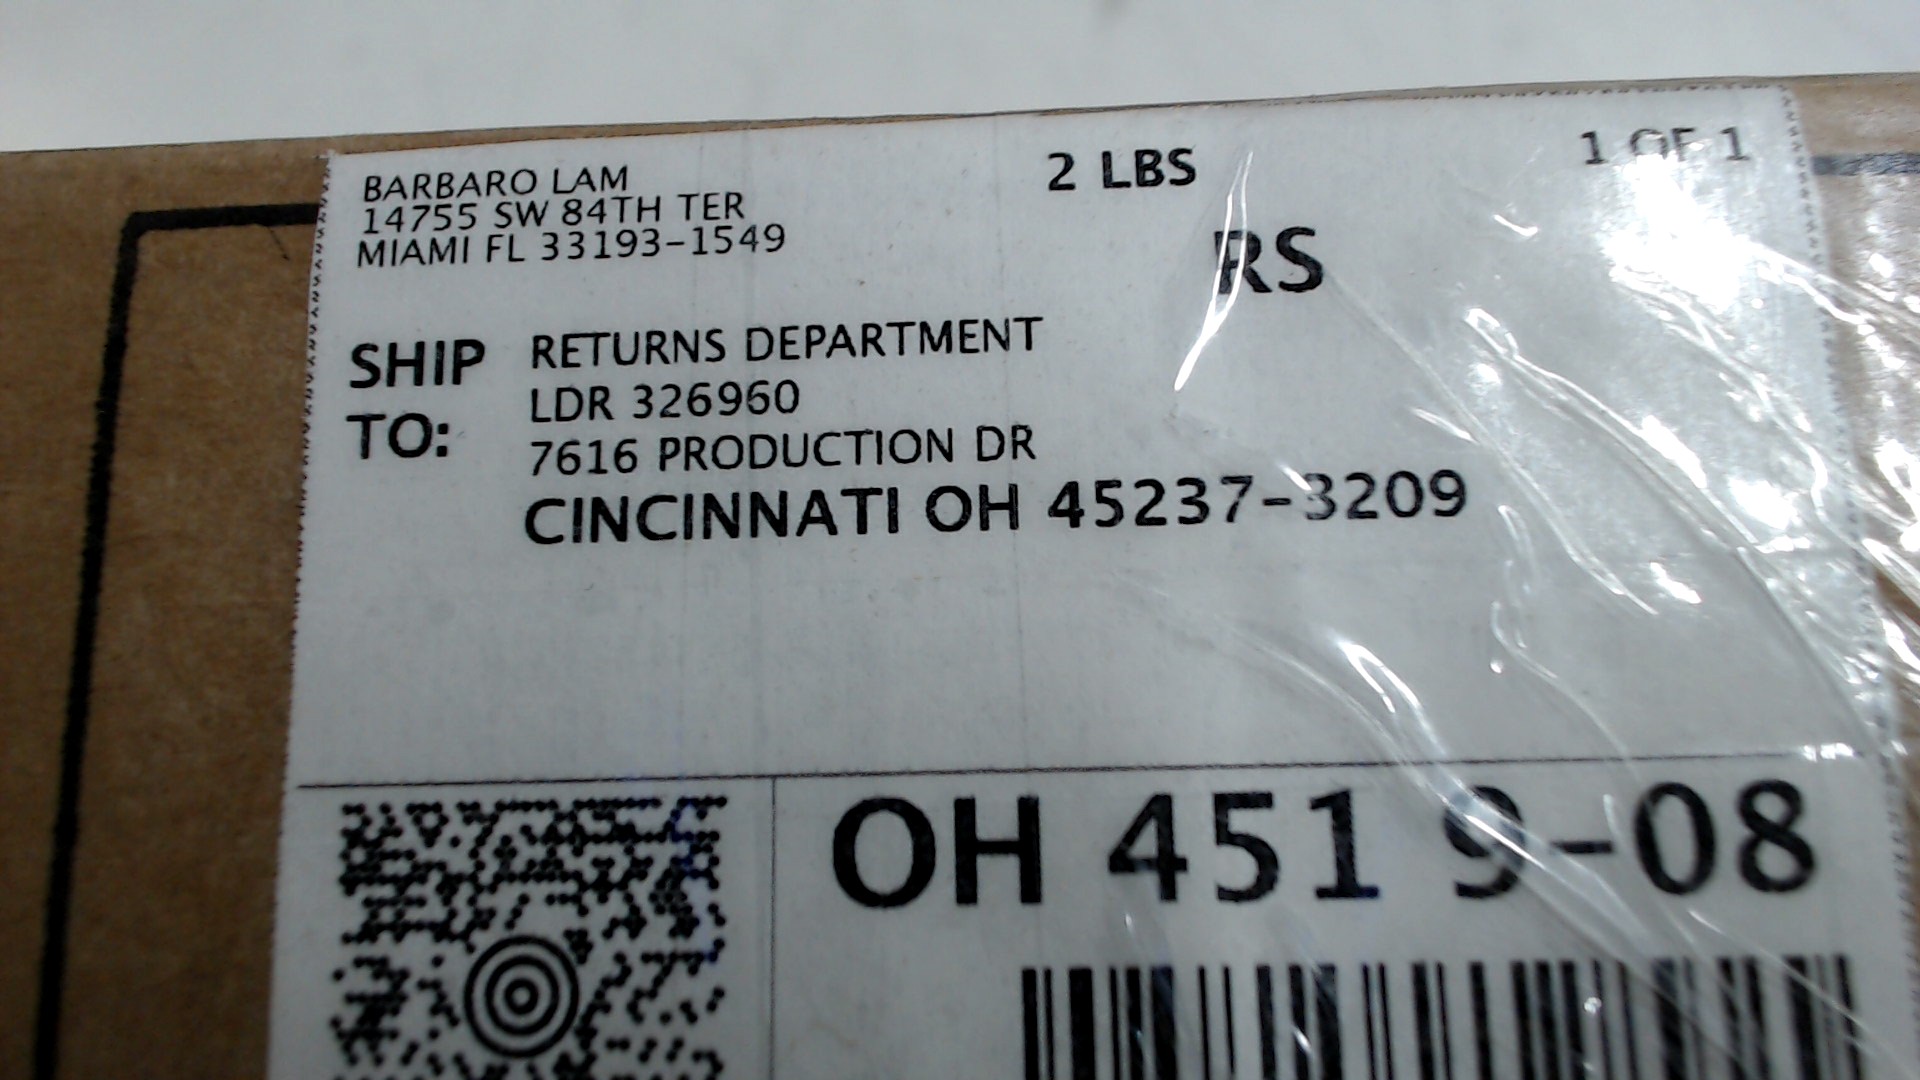 BARBARO LAM
14755 SW 84TH TER
MIAMI FL 33193-1549
2 LBS
1 OF 1
RS
SHIP TO:
RETURNS DEPARTMENT
LDR 326960
7616 PRODUCTION DR
CINCINNATI OH 45237-3209
OH 451 9-08